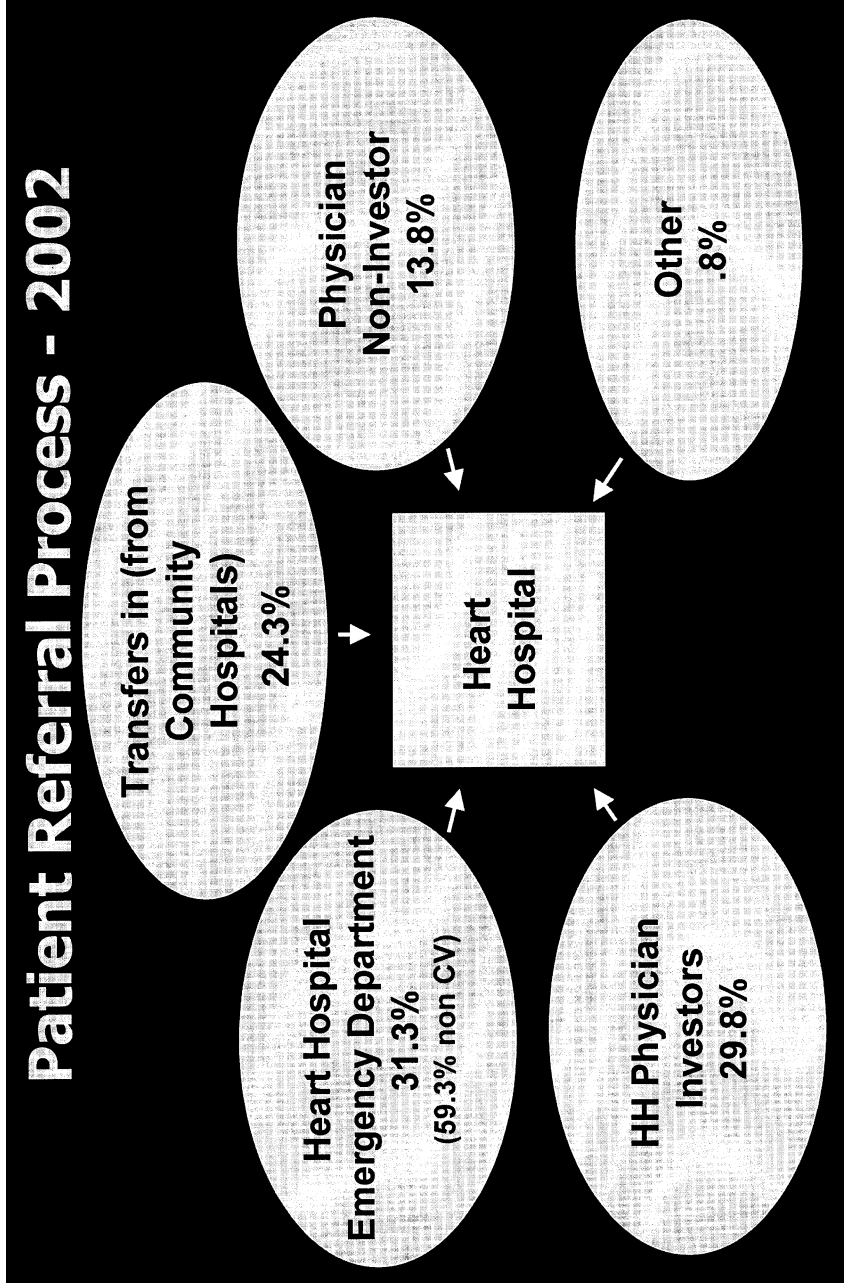 Patient Referral Process - 2002
Transfers in (from
Community
Hospitals)
24.3%
Heart Hospital
Emergency Department
31.3%
(59.3% non CV)
Physician
Non-Investor
13.8%
Heart
Hospital
HH Physician
Investors
29.8%
Other
.8%